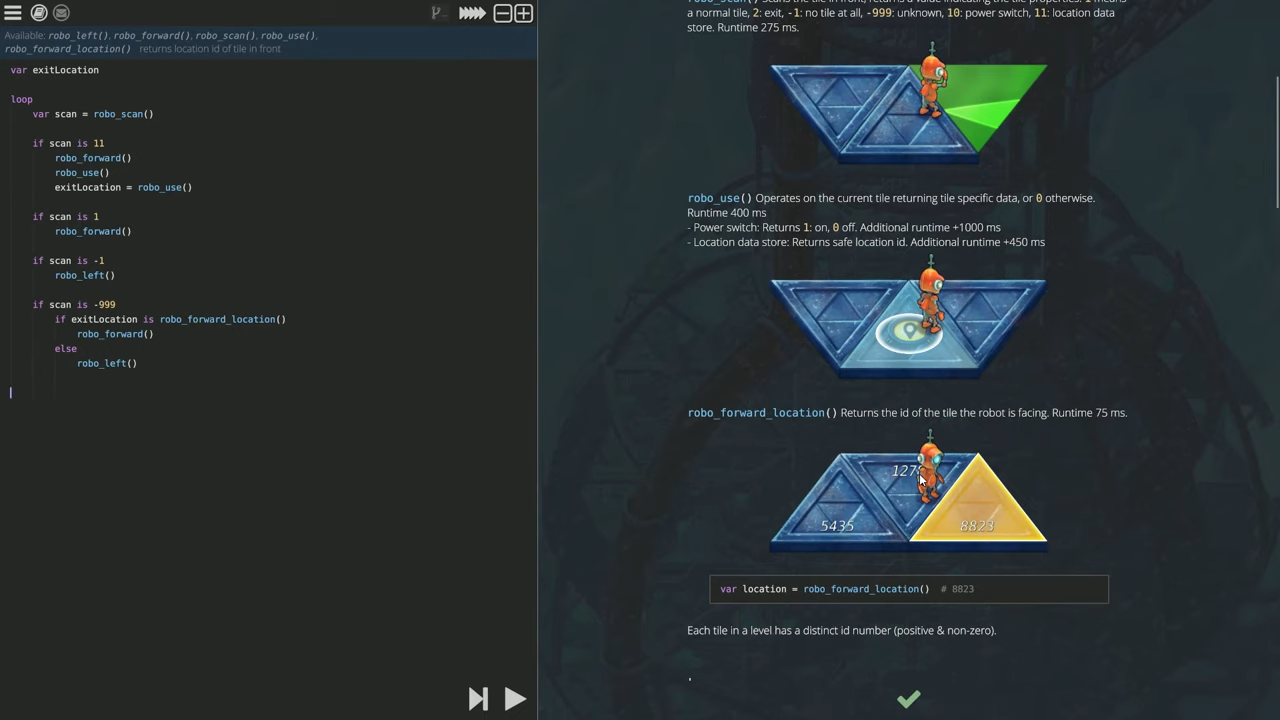 Available: robo_left(), robo_forward(), robo_scan(), robo_use(),
robo_forward_location() returns location id of tile in front
var exitLocation
loop
var scan = robo_scan()
if scan is 11
robo_forward()
robo_use()
exitLocation = robo_use()
if scan is 1
robo_forward()
if scan is -1
robo_left()
if scan is -999
if exitLocation is robo_forward_location()
robo_forward()
else
robo_left()
a normal tile, 2: exit, -1: no tile at all, -999: unknown, 10: power switch, 11: location data
store. Runtime 275 ms.
robo_use() Operates on the current tile returning tile specific data, or 0 otherwise.
Runtime 400 ms
- Power switch: Returns 1: on, 0 off. Additional runtime +1000 ms
- Location data store: Returns safe location id. Additional runtime +450 ms
robo_forward_location() Returns the id of the tile the robot is facing. Runtime 75 ms.
5435
8823
var location = robo_forward_location() # 8823
Each tile in a level has a distinct id number (positive & non-zero).